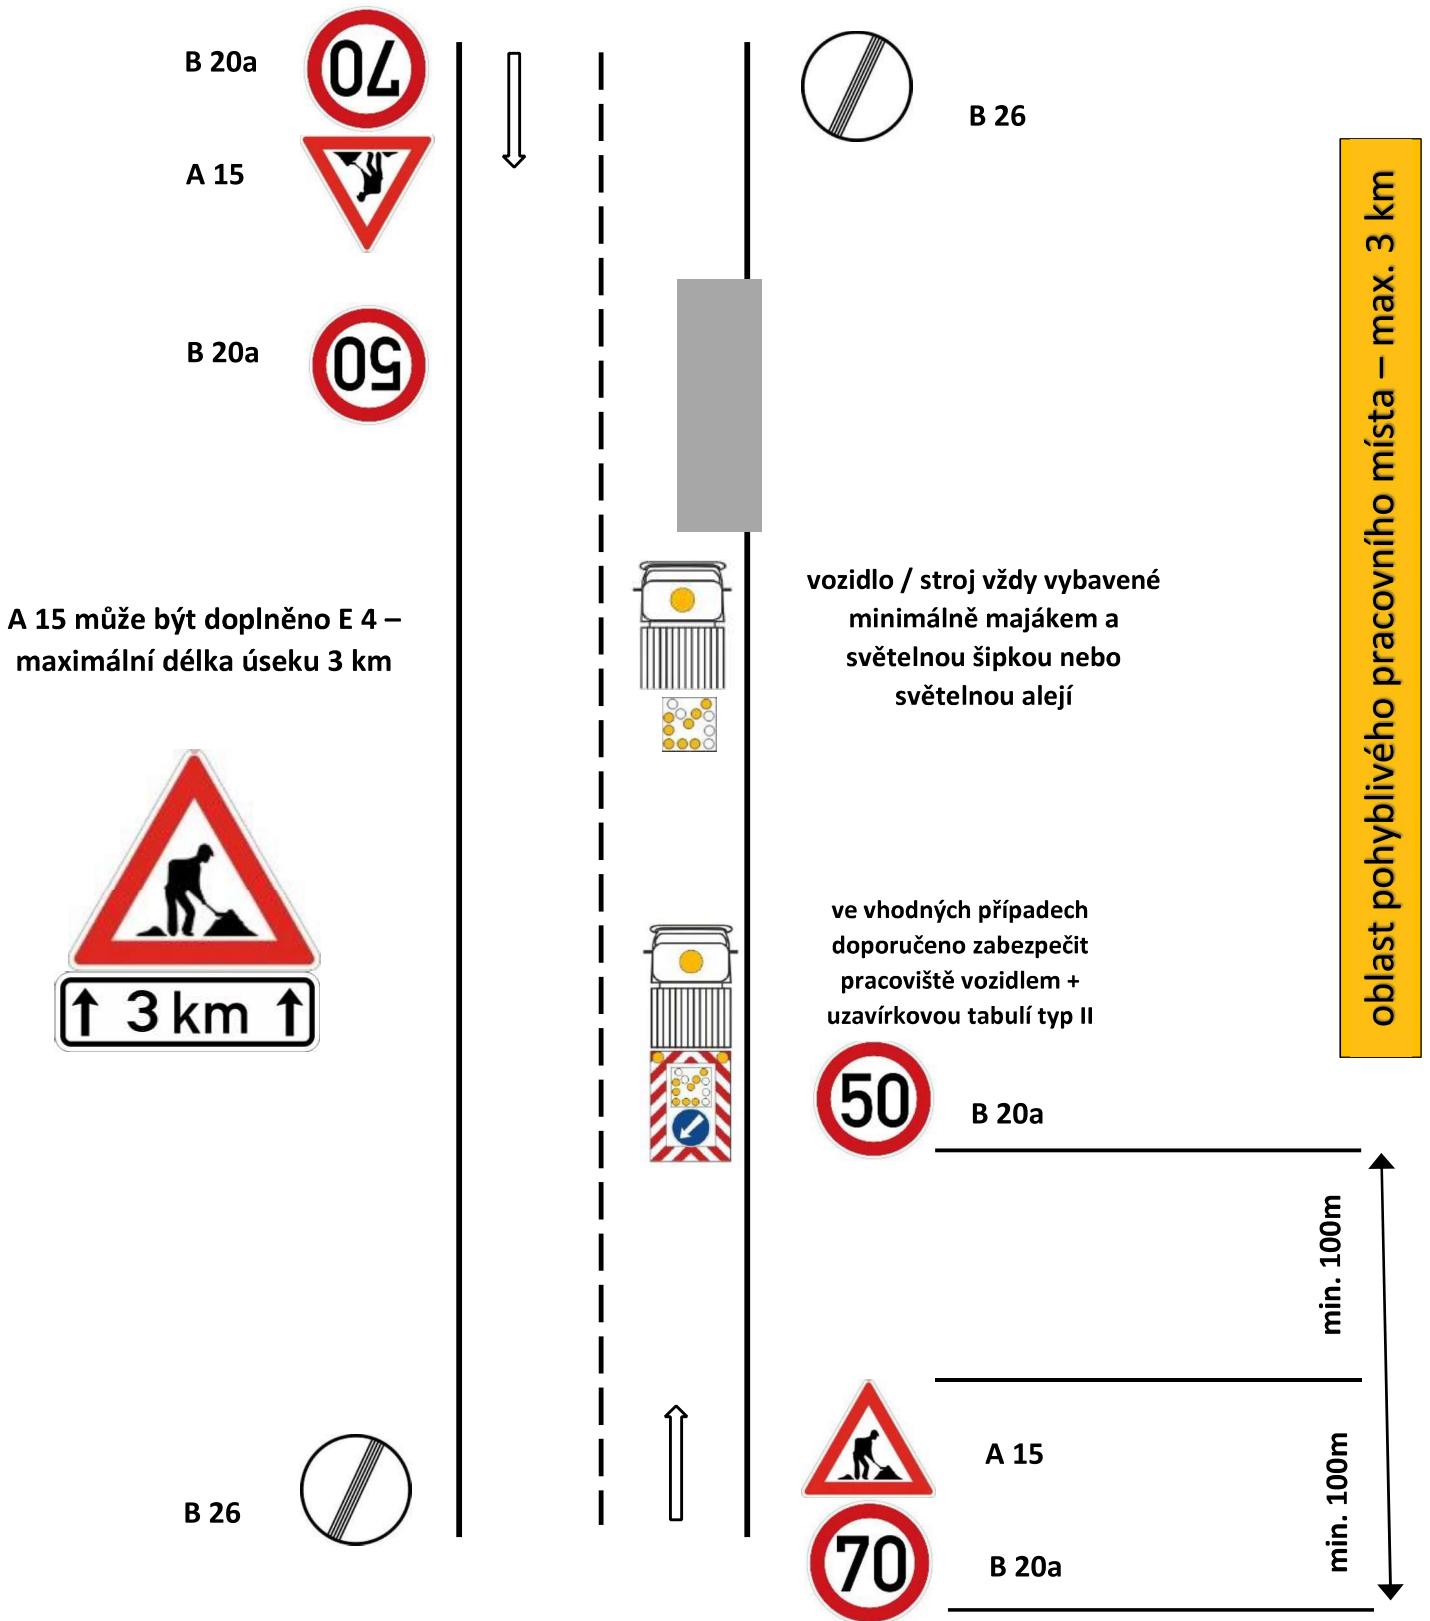 B 20a
70
B 26
A 15
B 20a
50
oblast pohyblivého pracovního místa – max. 3 km
A 15 může být doplněno E 4 –
maximální délka úseku 3 km
vozidlo / stroj vždy vybavené
minimálně majákem a
světelnou šipkou nebo
světelnou alejí
3 km
ve vhodných případech
doporučeno zabezpečit
pracoviště vozidlem +
uzavírkovou tabulí typ II
50
B 20a
min. 100m
A 15
min. 100m
B 26
70
B 20a